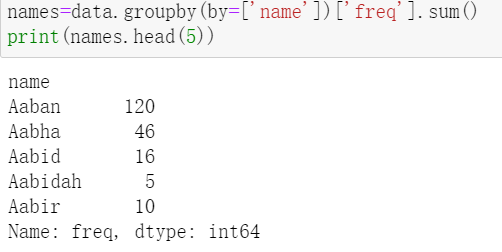 names=data.groupby(by=['name'])['freq'].sum()
print(names.head(5))
name
Aaban 120
Aabha 46
Aabid 16
Aabidah 5
Aabir 10
Name: freq, dtype: int64